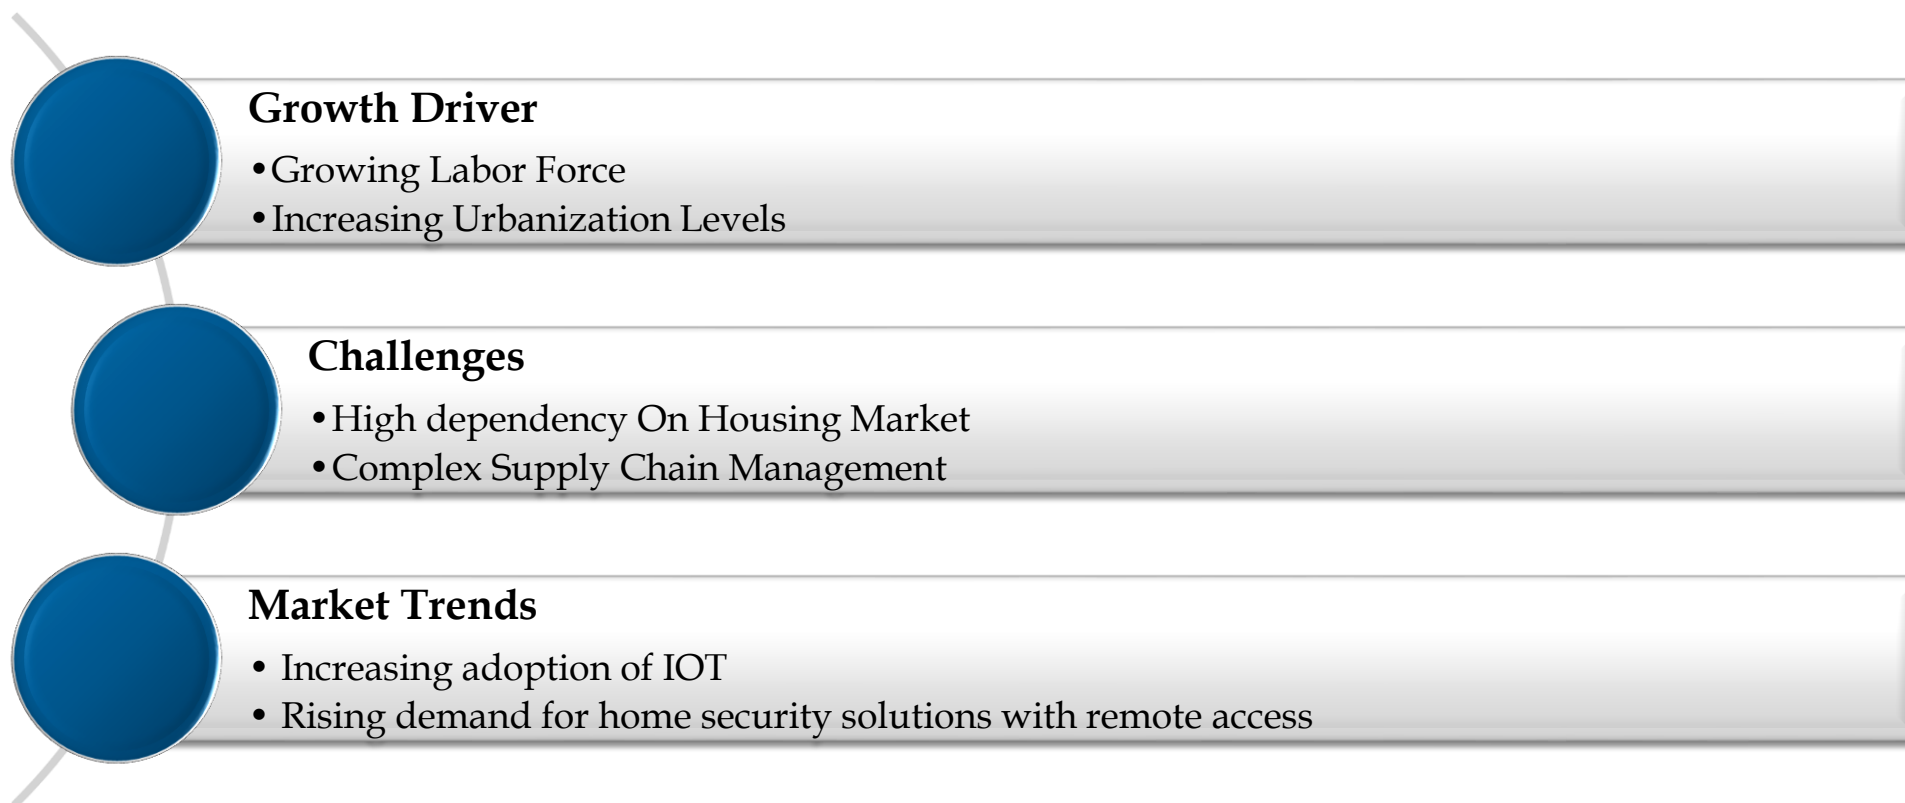 Growth Driver
•Growing Labor Force
•Increasing Urbanization Levels
Challenges
•High dependency On Housing Market
•Complex Supply Chain Management
Market Trends
• Increasing adoption of IOT
• Rising demand for home security solutions with remote access